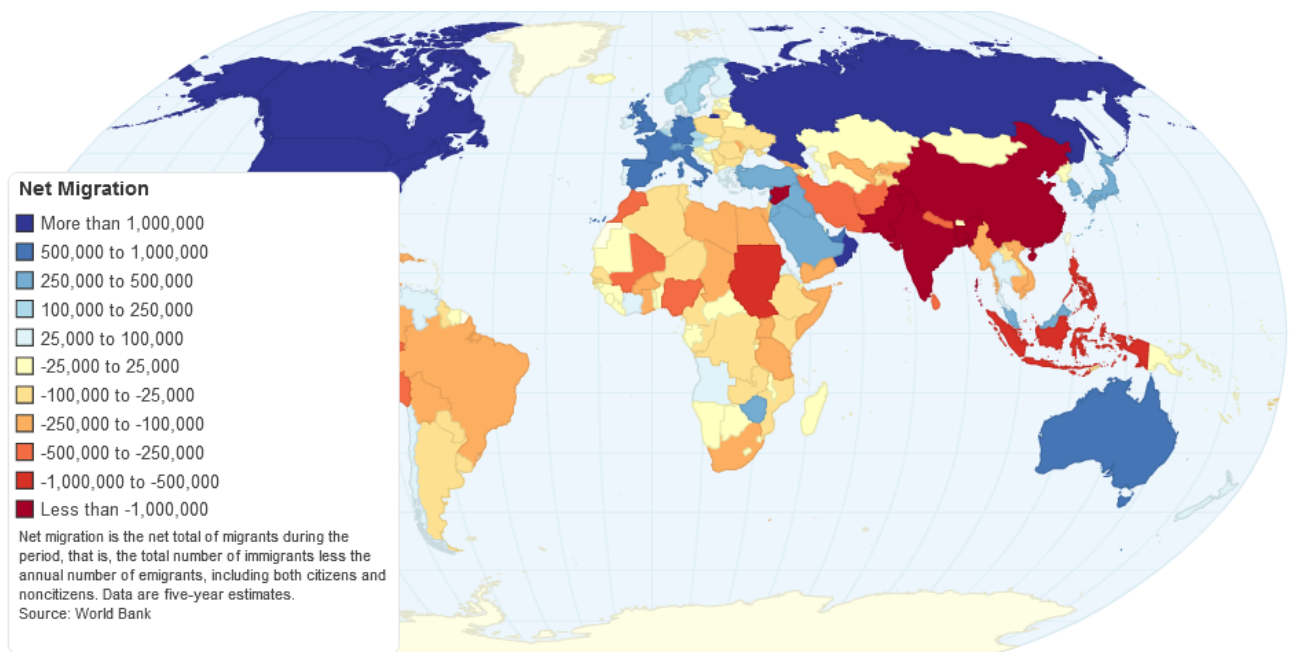 Net Migration
More than 1,000,000
500,000 to 1,000,000
250,000 to 500,000
100,000 to 250,000
25,000 to 100,000
-25,000 to 25,000
-100,000 to -25,000
-250,000 to -100,000
-500,000 to -250,000
-1,000,000 to -500,000
Less than -1,000,000
Net migration is the net total of migrants during the
period, that is, the total number of immigrants less the
annual number of emigrants, including both citizens and
noncitizens. Data are five-year estimates.
Source: World Bank